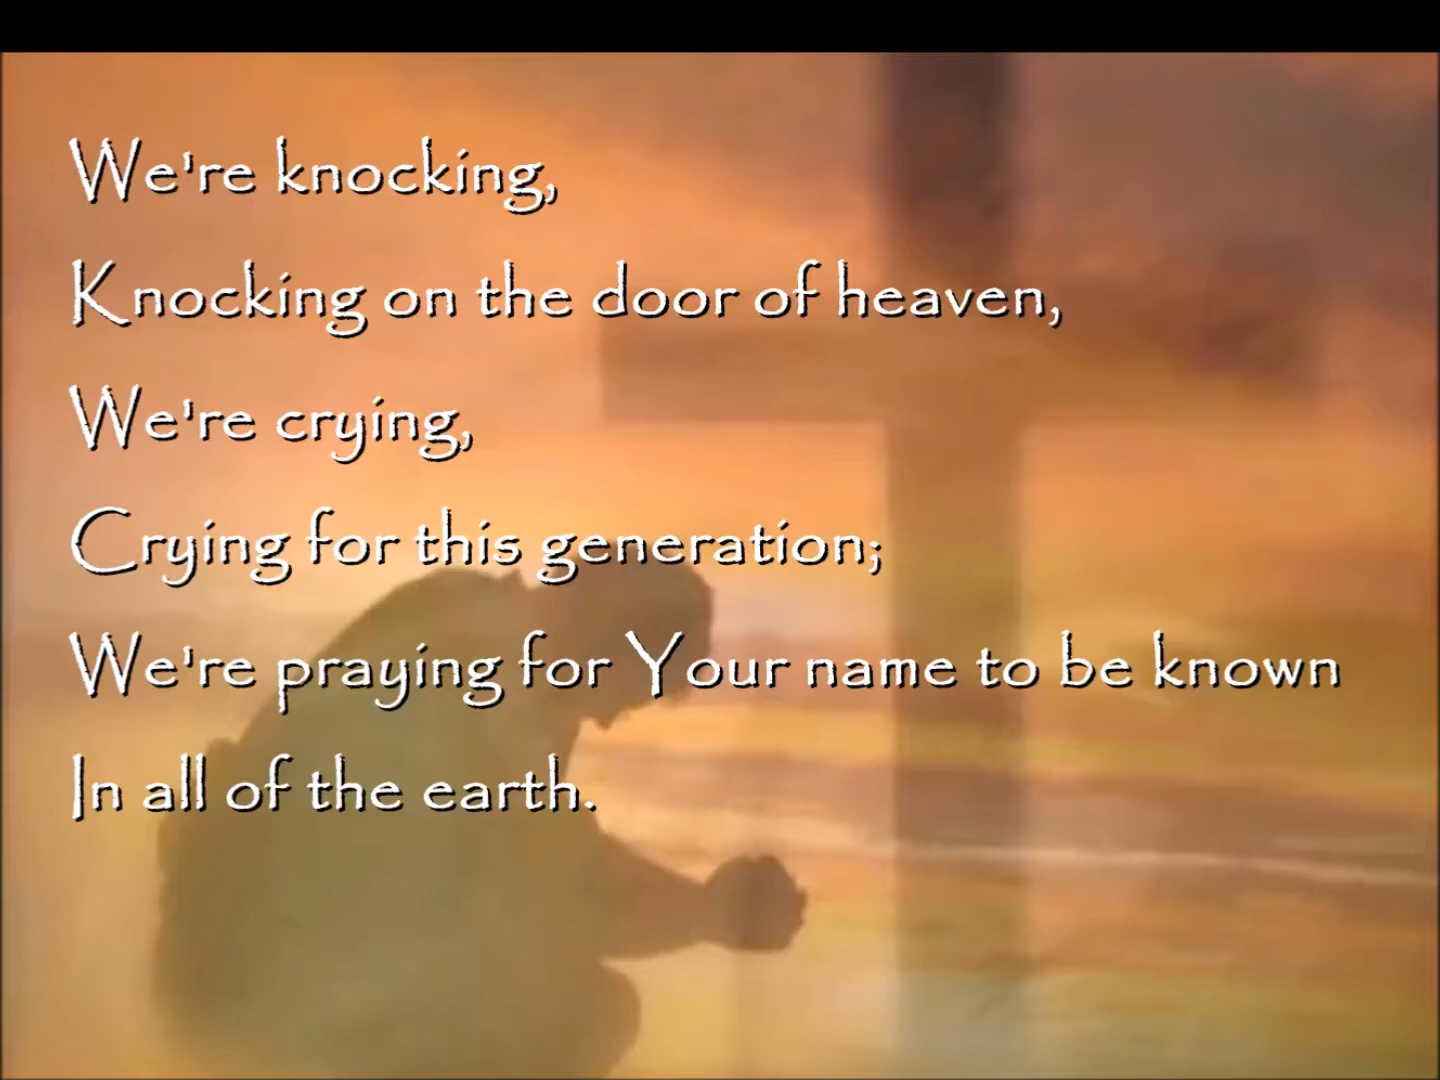 We're knocking,
Knocking on the door of heaven,
We're crying,
Crying for this generation;
We're praying for Your name to be known
In all of the earth.